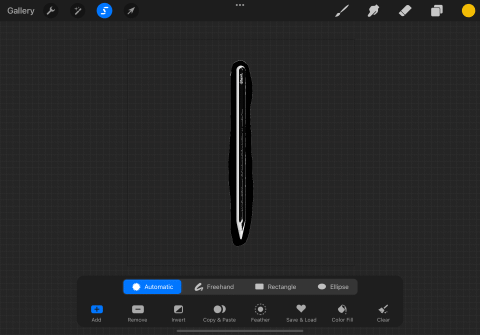 Gallery
Automatic Freehand Rectangle Ellipse
Add Remove Invert Copy & Paste Feather Save & Load Color Fill Clear